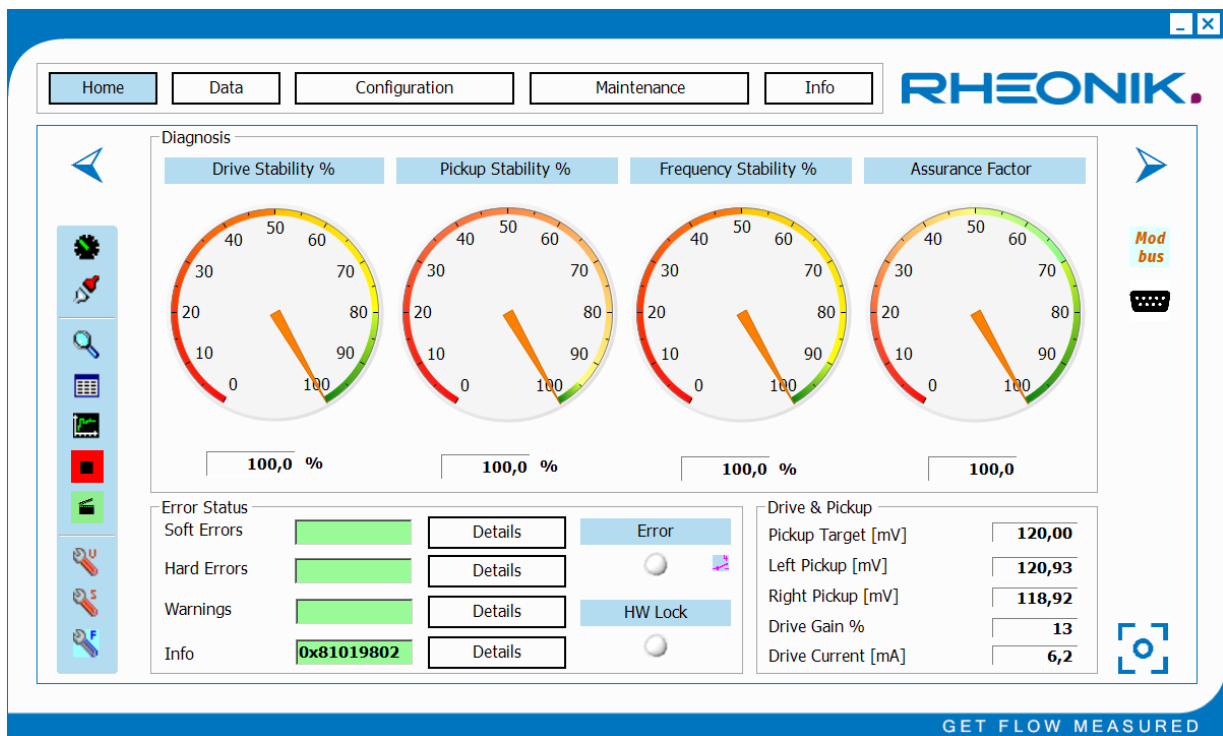 Home Data Configuration Maintenance Info RHEONIK.
Diagnosis
Drive Stability % Pickup Stability % Frequency Stability % Assurance Factor
0 10 20 30 40 50 60 70 80 90 100
0 10 20 30 40 50 60 70 80 90 100
0 10 20 30 40 50 60 70 80 90 100
0 10 20 30 40 50 60 70 80 90 100
100,0 % 100,0 % 100,0 % 100,0
Mod
bus
U
S
F
Error Status
Soft Errors Details Error
Hard Errors Details
Warnings Details HW Lock
Info 0x81019802 Details
Drive & Pickup
Pickup Target [mV] 120,00
Left Pickup [mV] 120,93
Right Pickup [mV] 118,92
Drive Gain % 13
Drive Current [mA] 6,2
GET FLOW MEASURED